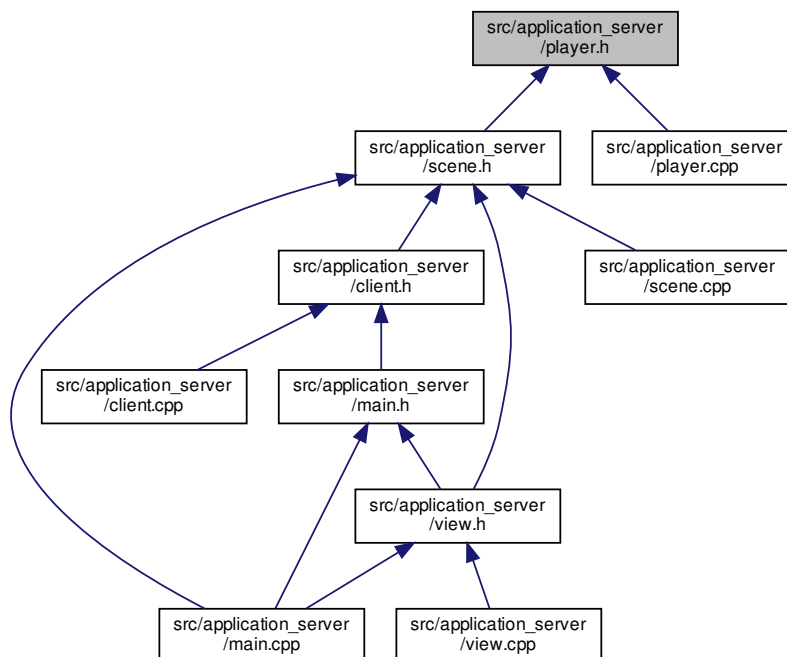 src/application_server
/player.h
src/application_server
/scene.h
src/application_server
/player.cpp
src/application_server
/client.h
src/application_server
/scene.cpp
src/application_server
/client.cpp
src/application_server
/main.h
src/application_server
/view.h
src/application_server
/main.cpp
src/application_server
/view.cpp